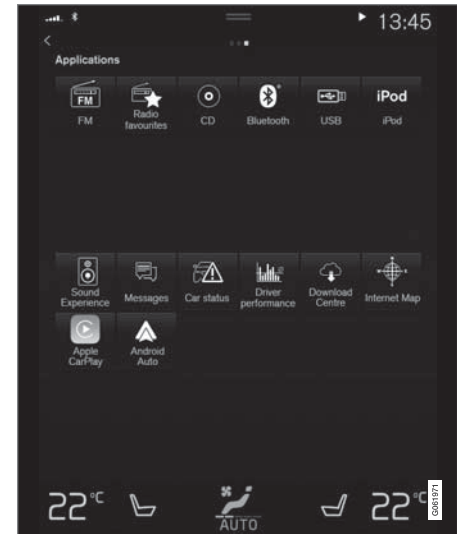 13:45
Applications
FM
iPod
FM
Radio
favourites
CD
Bluetooth
USB
iPod
Sound
Experience
Messages
Car status
Driver
performance
Download
Centre
Internet Map
Apple
CarPlay
Android
Auto
22°C
22°C
AUTO
G061971